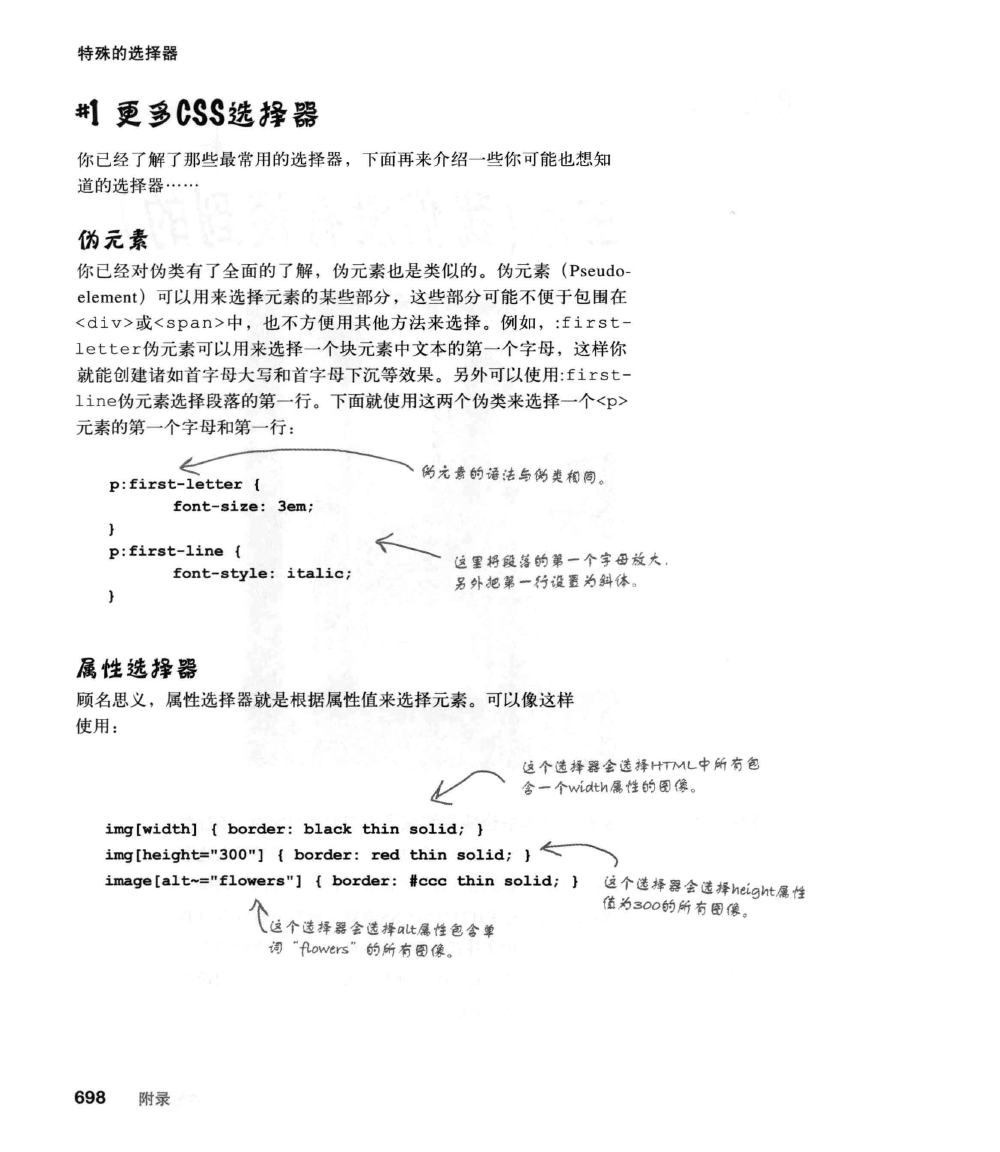 特殊的选择器
#1 更多CSS选择器
你已经了解了那些最常用的选择器，下面再来介绍一些你可能也想知
道的选择器……
伪元素
你已经对伪类有了全面的了解，伪元素也是类似的。伪元素（Pseudo-
element）可以用来选择元素的某些部分，这些部分可能不便于包围在
<div>或<span>中，也不方便用其他方法来选择。例如，:first-
letter伪元素可以用来选择一个块元素中文本的第一个字母，这样你
就能创建诸如首字母大写和首字母下沉等效果。另外可以使用:first-
line伪元素选择段落的第一行。下面就使用这两个伪类来选择一个<p>
元素的第一个字母和第一行：
伪元素的语法与伪类相同。
p:first-letter {
font-size: 3em;
}
p:first-line {
font-style: italic;
}
这里将段落的第一个字母放大，
另外把第一行设置为斜体。
属性选择器
顾名思义，属性选择器就是根据属性值来选择元素。可以像这样
使用：
这个选择器会选择HTML中所有包
含一个width属性的图像。
img[width] { border: black thin solid; }
img[height="300"] { border: red thin solid; }
image[alt~="flowers"] { border: #ccc thin solid; }
这个选择器会选择height属性
值为300的所有图像。
这个选择器会选择alt属性包含单
词“flowers”的所有图像。
698 附录